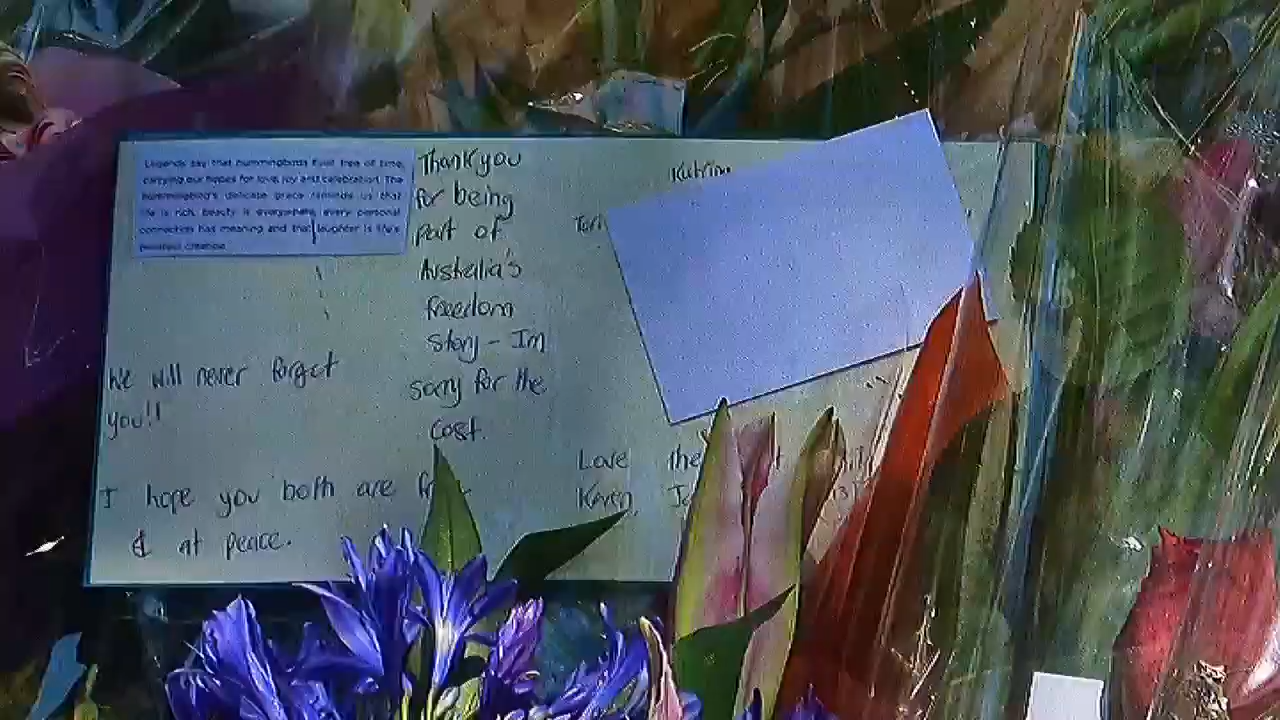 Legends say that hummingbirds float free of time,
carrying our hopes for love, joy and celebration. The
hummingbird's delicate grace reminds us that
life is rich, beauty is everywhere, every personal
connection has meaning and that laughter is life's
sweetest creation.
Thank you
for being
part of
Australia's
freedom
story - Im
sorry for the
cost.
We will never forget
you!!
I hope you both are
& at peace.
Katrina
Love the
Karen,